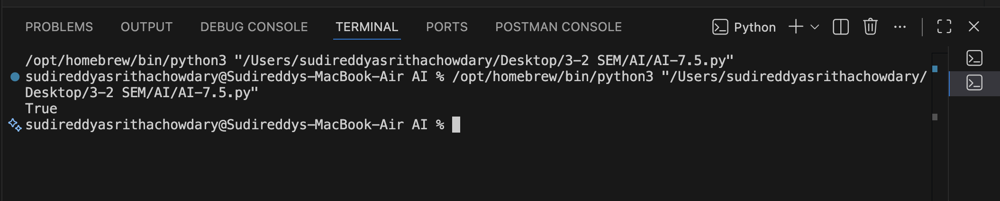 PROBLEMS OUTPUT DEBUG CONSOLE TERMINAL PORTS POSTMAN CONSOLE Python
/opt/homebrew/bin/python3 "/Users/sudireddyasrithachowdary/Desktop/3-2 SEM/AI/AI-7.5.py"
sudireddyasrithachowdary@Sudireddys-MacBook-Air AI % /opt/homebrew/bin/python3 "/Users/sudireddyasrithachowdary/
Desktop/3-2 SEM/AI/AI-7.5.py"
True
sudireddyasrithachowdary@Sudireddys-MacBook-Air AI %